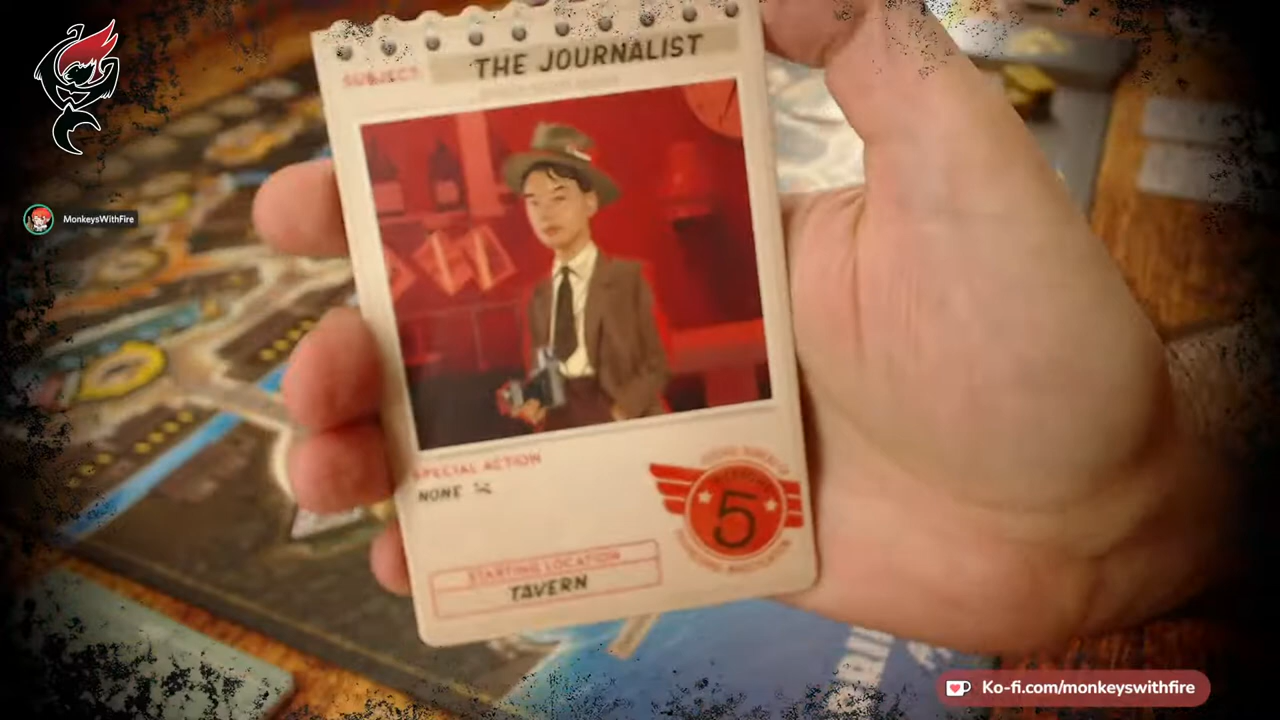 SUBJECT:
THE JOURNALIST
MonkeysWithFire
SPECIAL ACTION
NONE
5
STARTING LOCATION
TAVERN
Ko-fi.com/monkeyswithfire